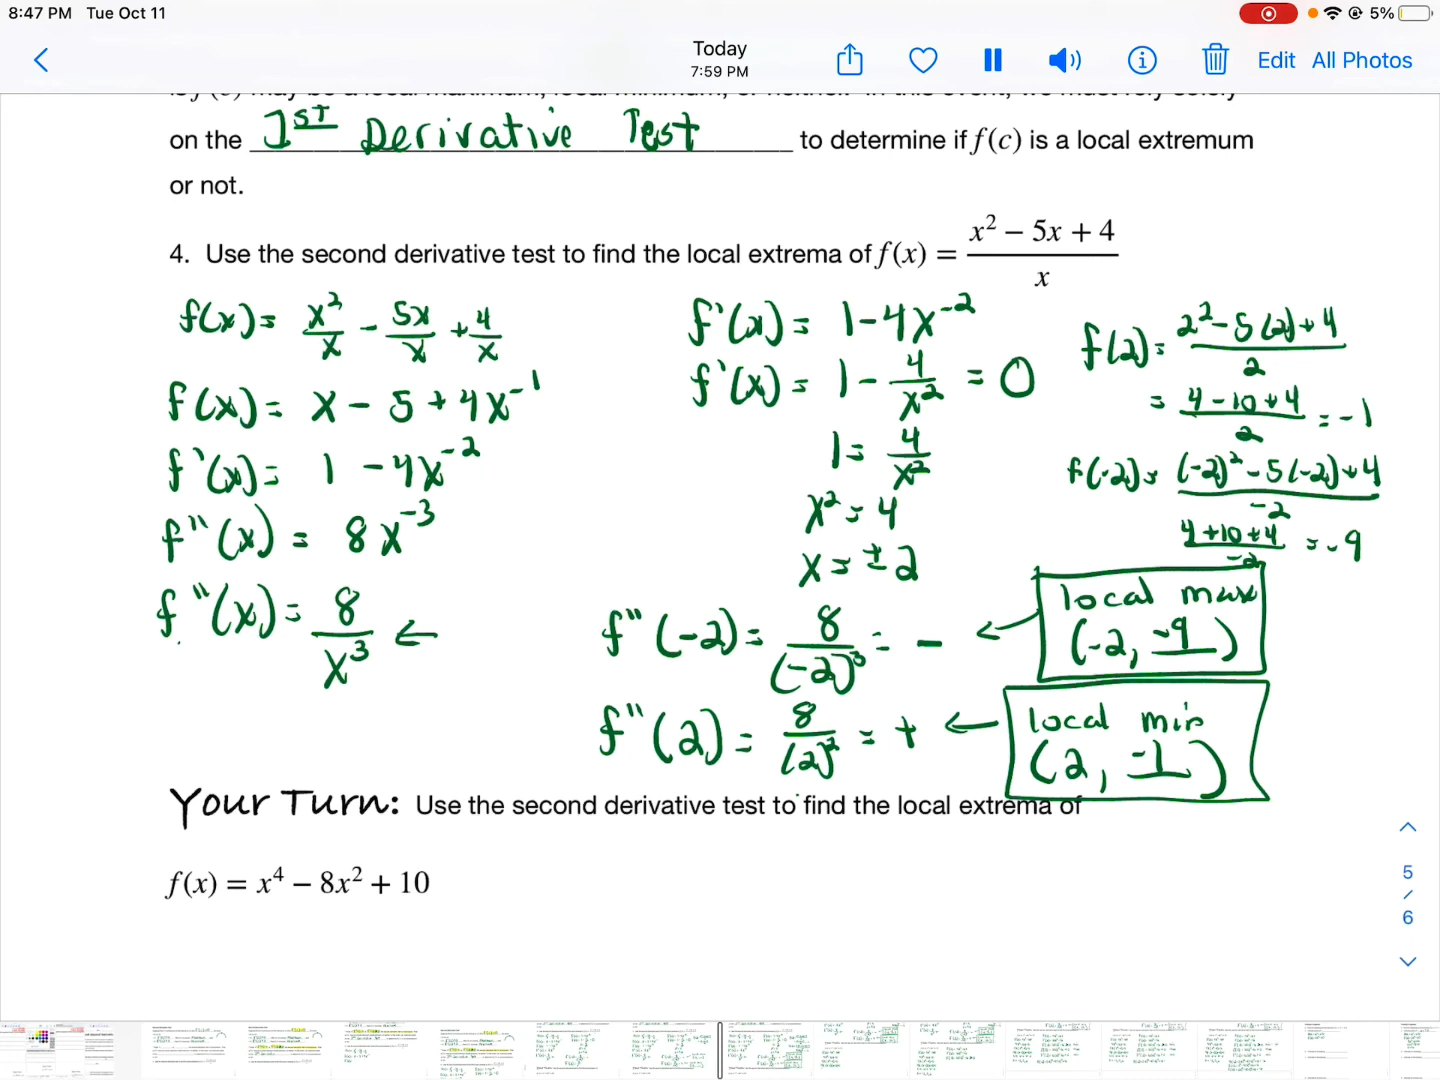 8:47 PM Tue Oct 11
5%
Today
7:59 PM
Edit All Photos
on the 1ST Derivative Test to determine if f(c) is a local extremum
or not.
4. Use the second derivative test to find the local extrema of f(x) = (x² − 5x + 4)/x
f(x) = x²/x − 5x/x + 4/x
f(x) = x − 5 + 4x⁻¹
f'(x) = 1 − 4x⁻²
f"(x) = 8x⁻³
f"(x) = 8/x³ ←
f'(x) = 1 − 4x⁻²
f'(x) = 1 − 4/x² = 0
1 = 4/x²
x² = 4
x = ±2
f(2) = (2² − 5(2) + 4)/2
= (4 − 10 + 4)/2 = −1
f(−2) = ((−2)² − 5(−2) + 4)/−2
(4 + 10 + 4)/−2 = −9
f"(−2) = 8/(−2)³ = − ← local max
(−2, −9)
f"(2) = 8/(2)³ = + ← local min
(2, −1)
Your Turn: Use the second derivative test to find the local extrema of
f(x) = x⁴ − 8x² + 10
5
/
6